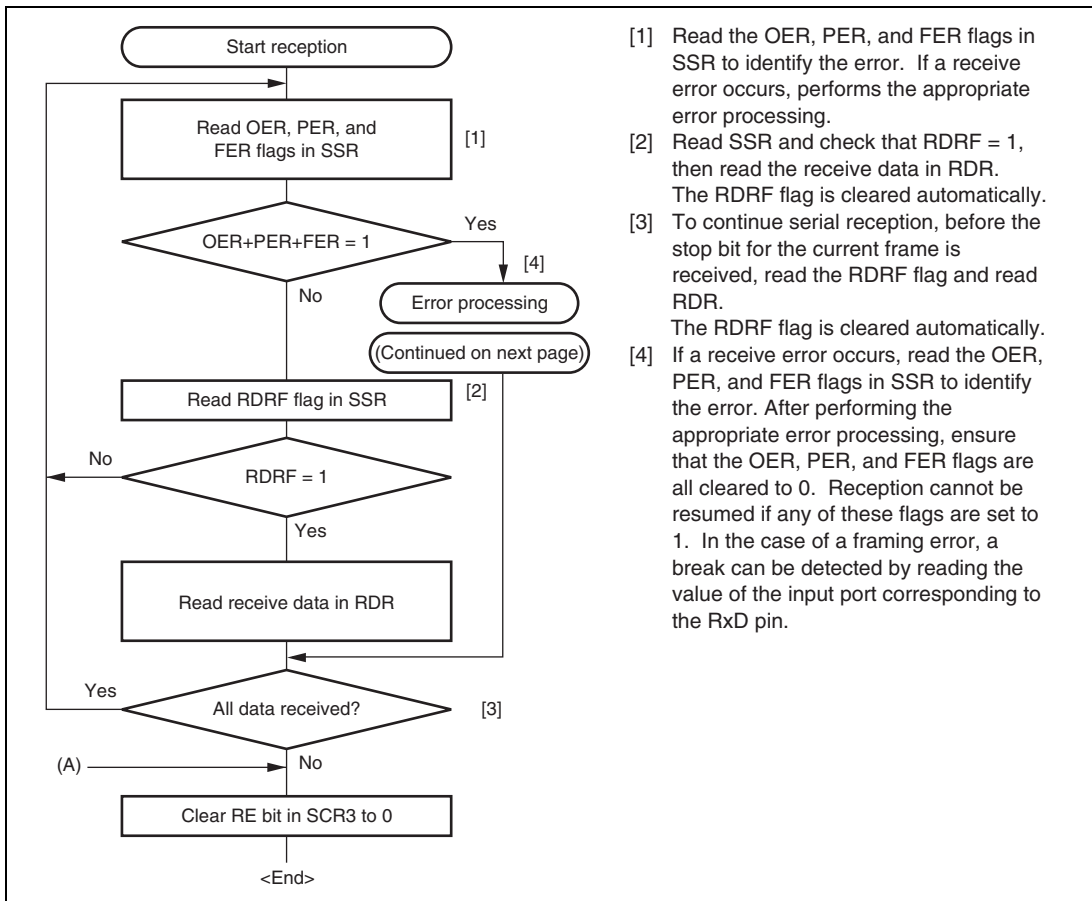 Start reception
Read OER, PER, and
FER flags in SSR
[1]
OER+PER+FER = 1
Yes
[4]
No
Error processing
(Continued on next page)
Read RDRF flag in SSR
[2]
No
RDRF = 1
Yes
Read receive data in RDR
Yes
All data received?
[3]
(A)
No
Clear RE bit in SCR3 to 0
<End>
[1] Read the OER, PER, and FER flags in
SSR to identify the error. If a receive
error occurs, performs the appropriate
error processing.
[2] Read SSR and check that RDRF = 1,
then read the receive data in RDR.
The RDRF flag is cleared automatically.
[3] To continue serial reception, before the
stop bit for the current frame is
received, read the RDRF flag and read
RDR.
The RDRF flag is cleared automatically.
[4] If a receive error occurs, read the OER,
PER, and FER flags in SSR to identify
the error. After performing the
appropriate error processing, ensure
that the OER, PER, and FER flags are
all cleared to 0. Reception cannot be
resumed if any of these flags are set to
1. In the case of a framing error, a
break can be detected by reading the
value of the input port corresponding to
the RxD pin.